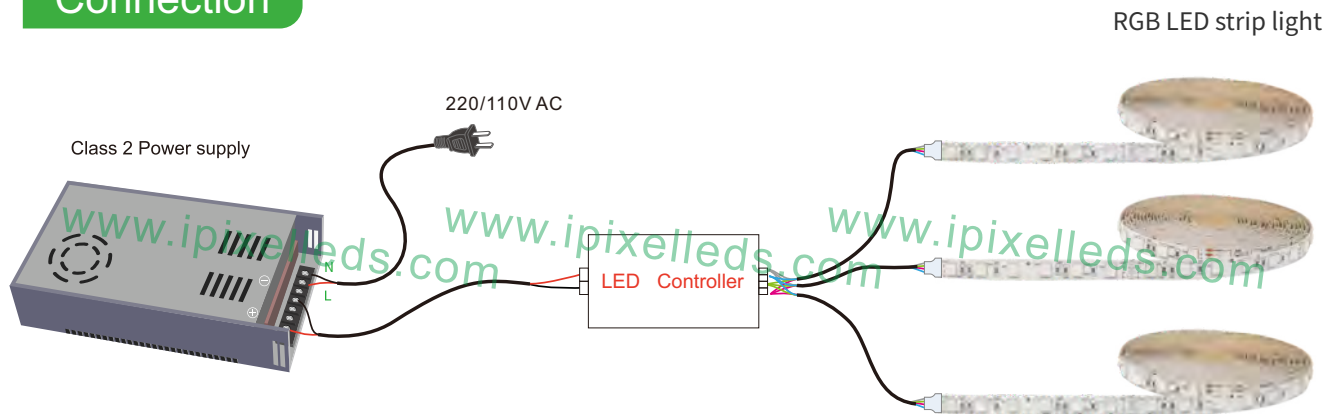 Connection
RGB LED strip light
220/110V AC
Class 2 Power supply
www.ipixelleds.com
www.ipixelleds.com
www.ipixelleds.com
N
L
LED Controller